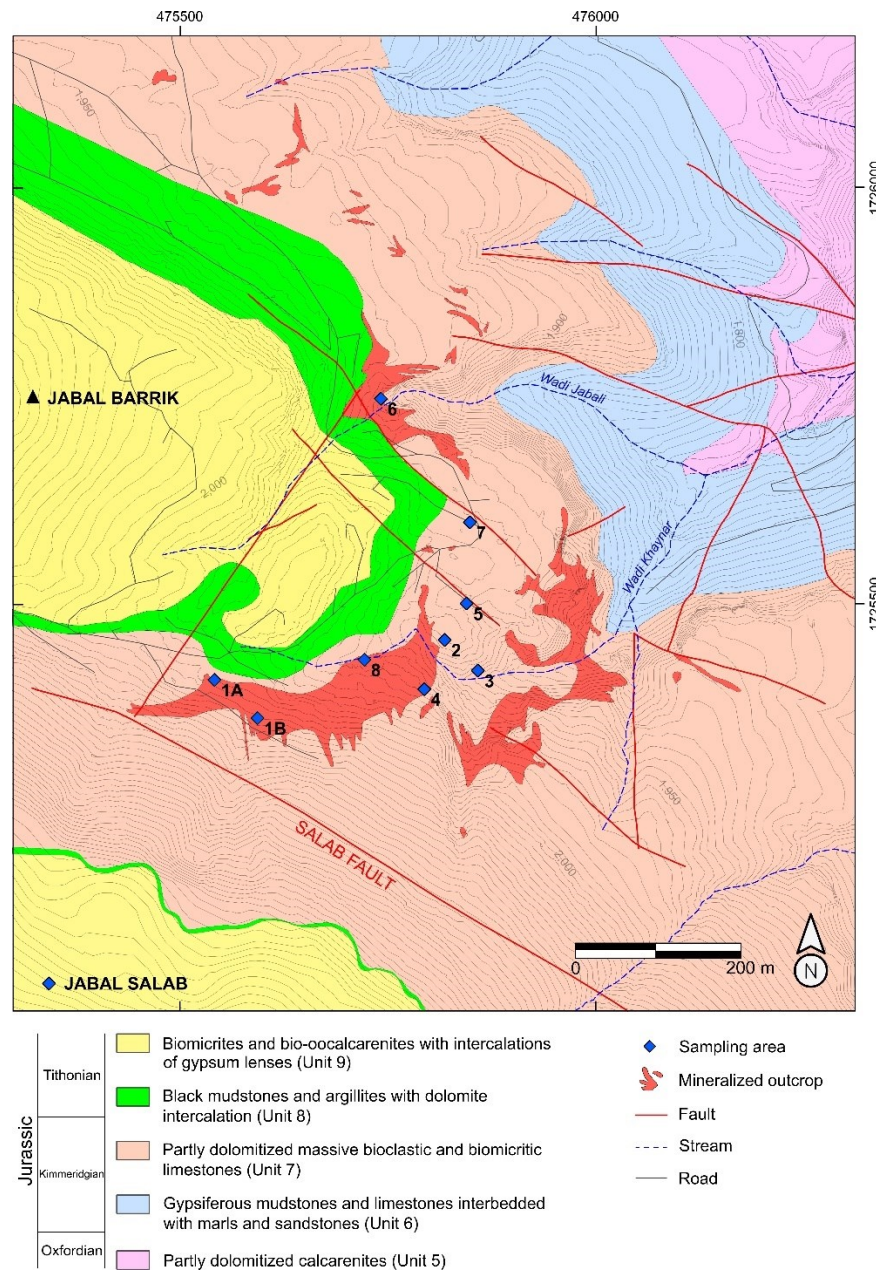 475500 476000
1,950
1726000
1,900
1,800
Wadi Jabali
JABAL BARRIK
6
2,000
7
Wadi Khaynar
1725500
5
2
8
3
1A
4
1B
1,950
SALAB FAULT
2,000
JABAL SALAB
N
0 200 m
Jurassic
Tithonian
Kimmeridgian
Oxfordian
Biomicrites and bio-oocalcarenites with intercalations
of gypsum lenses (Unit 9)
Black mudstones and argillites with dolomite
intercalation (Unit 8)
Partly dolomitized massive bioclastic and biomicritic
limestones (Unit 7)
Gypsiferous mudstones and limestones interbedded
with marls and sandstones (Unit 6)
Partly dolomitized calcarenites (Unit 5)
Sampling area
Mineralized outcrop
Fault
Stream
Road